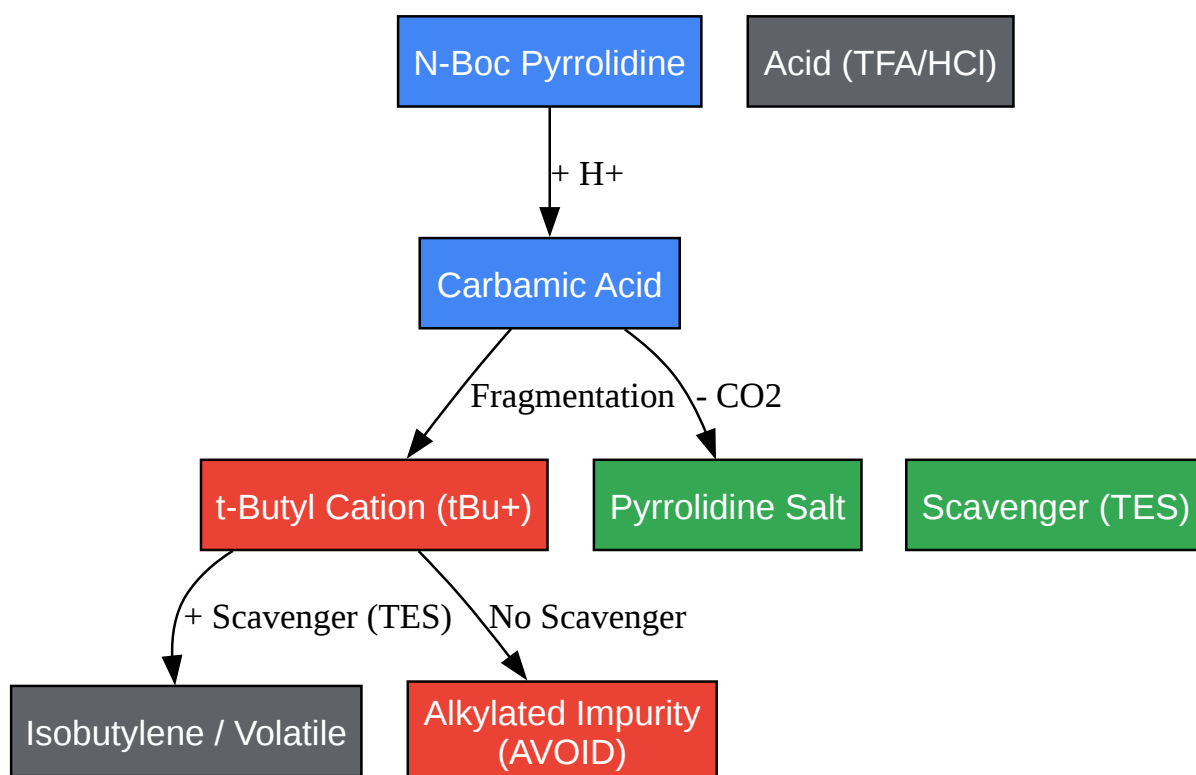 N-Boc Pyrrolidine
Acid (TFA/HCl)
+ H+
Carbamic Acid
Fragmentation
- CO2
t-Butyl Cation (tBu+)
Pyrrolidine Salt
Scavenger (TES)
+ Scavenger (TES)
No Scavenger
Isobutylene / Volatile
Alkylated Impurity
(AVOID)